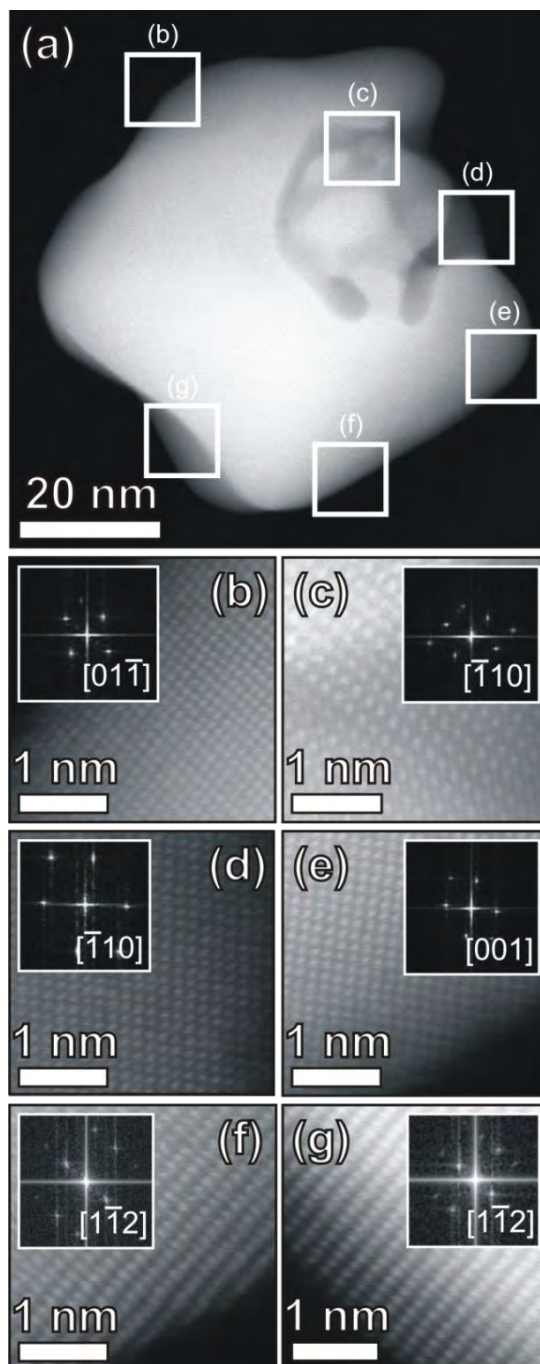 (a)
(b)
(c)
(d)
(e)
(g)
(f)
20 nm
(b)
[011̅]
1 nm
(c)
[1̅10]
1 nm
(d)
[1̅10]
1 nm
(e)
[001]
1 nm
(f)
[11̅2]
1 nm
(g)
[11̅2]
1 nm